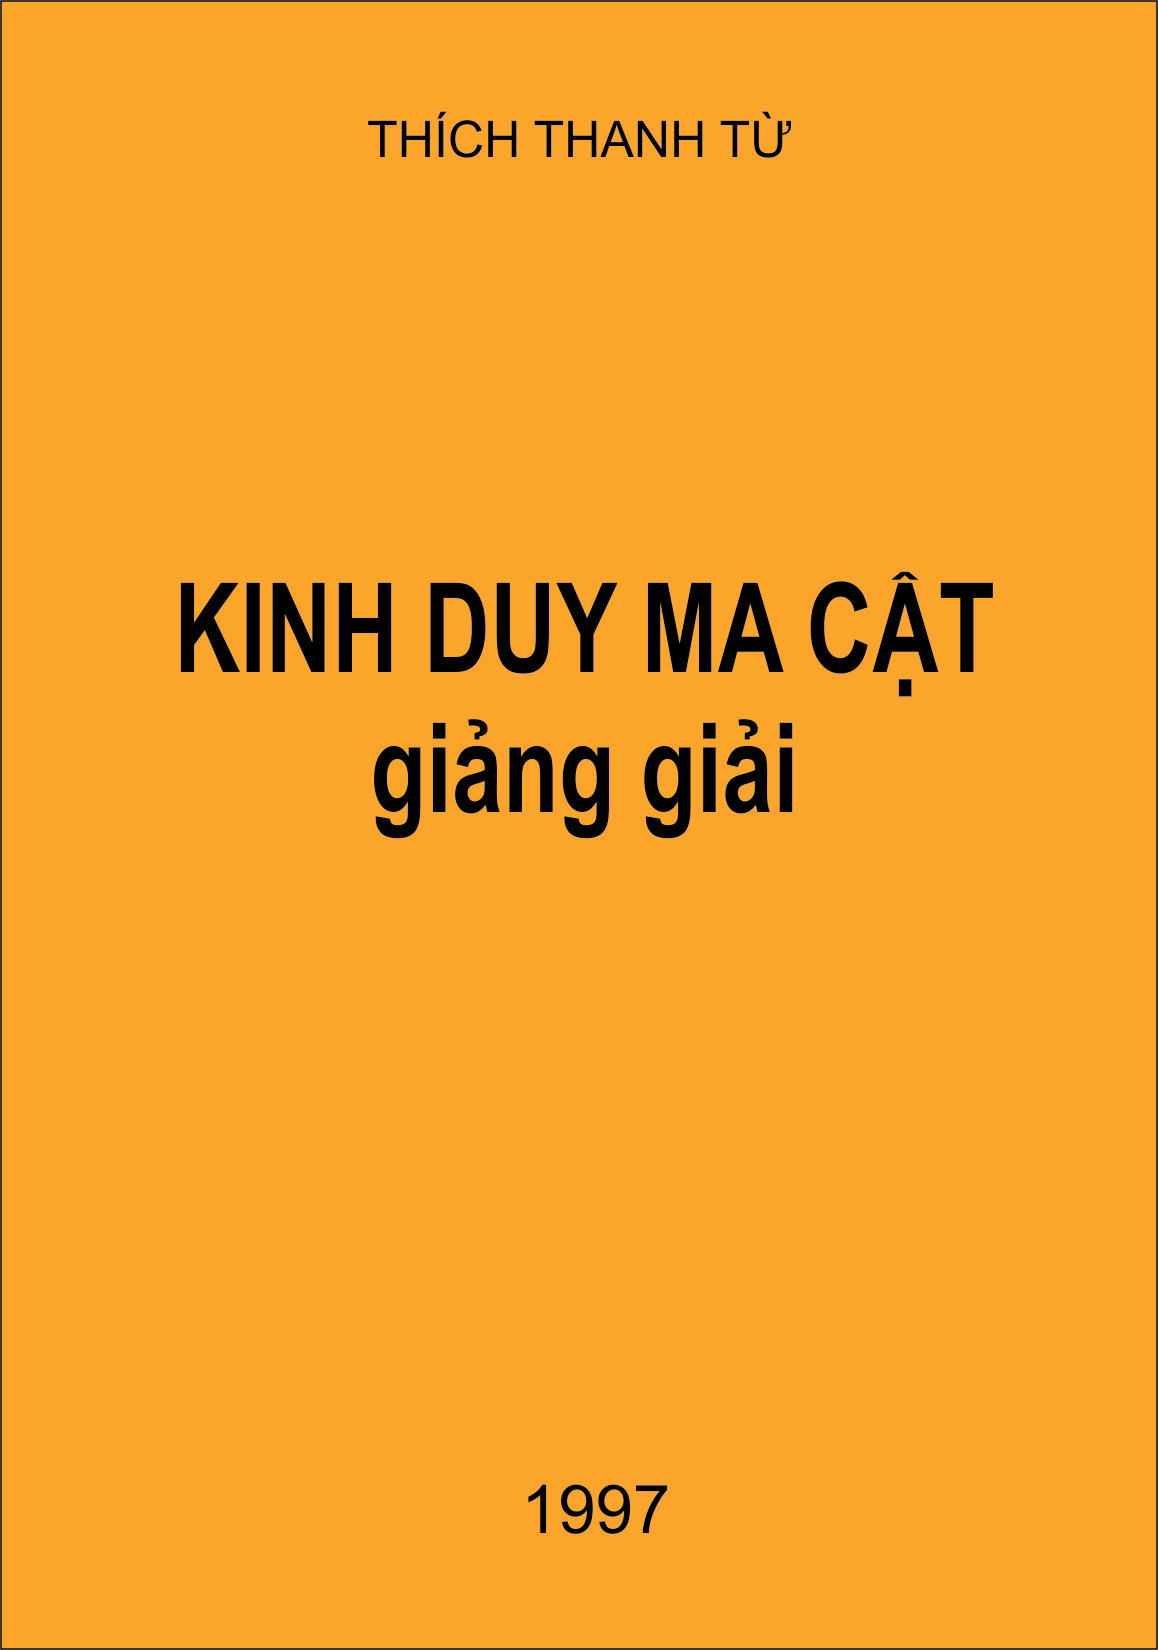 THÍCH THANH TỪ
KINH DUY MA CẬT
giảng giải
1997